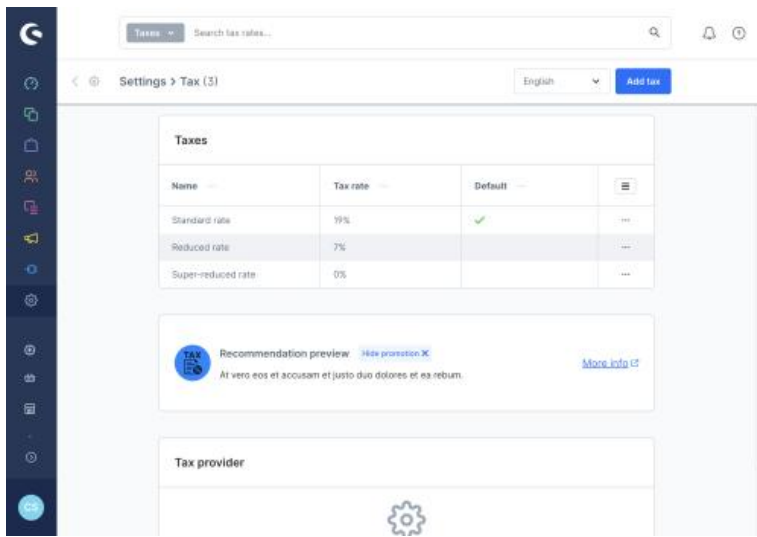 Taxes
Search tax rates...
Settings > Tax (3)
English
Add tax
Taxes
Name
Tax rate
Default
Standard rate
19%
Reduced rate
7%
Super-reduced rate
0%
TAX
Recommendation preview
Hide promotion X
At vero eos et accusam et justo duo dolores et ea rebum.
More info
Tax provider
CS